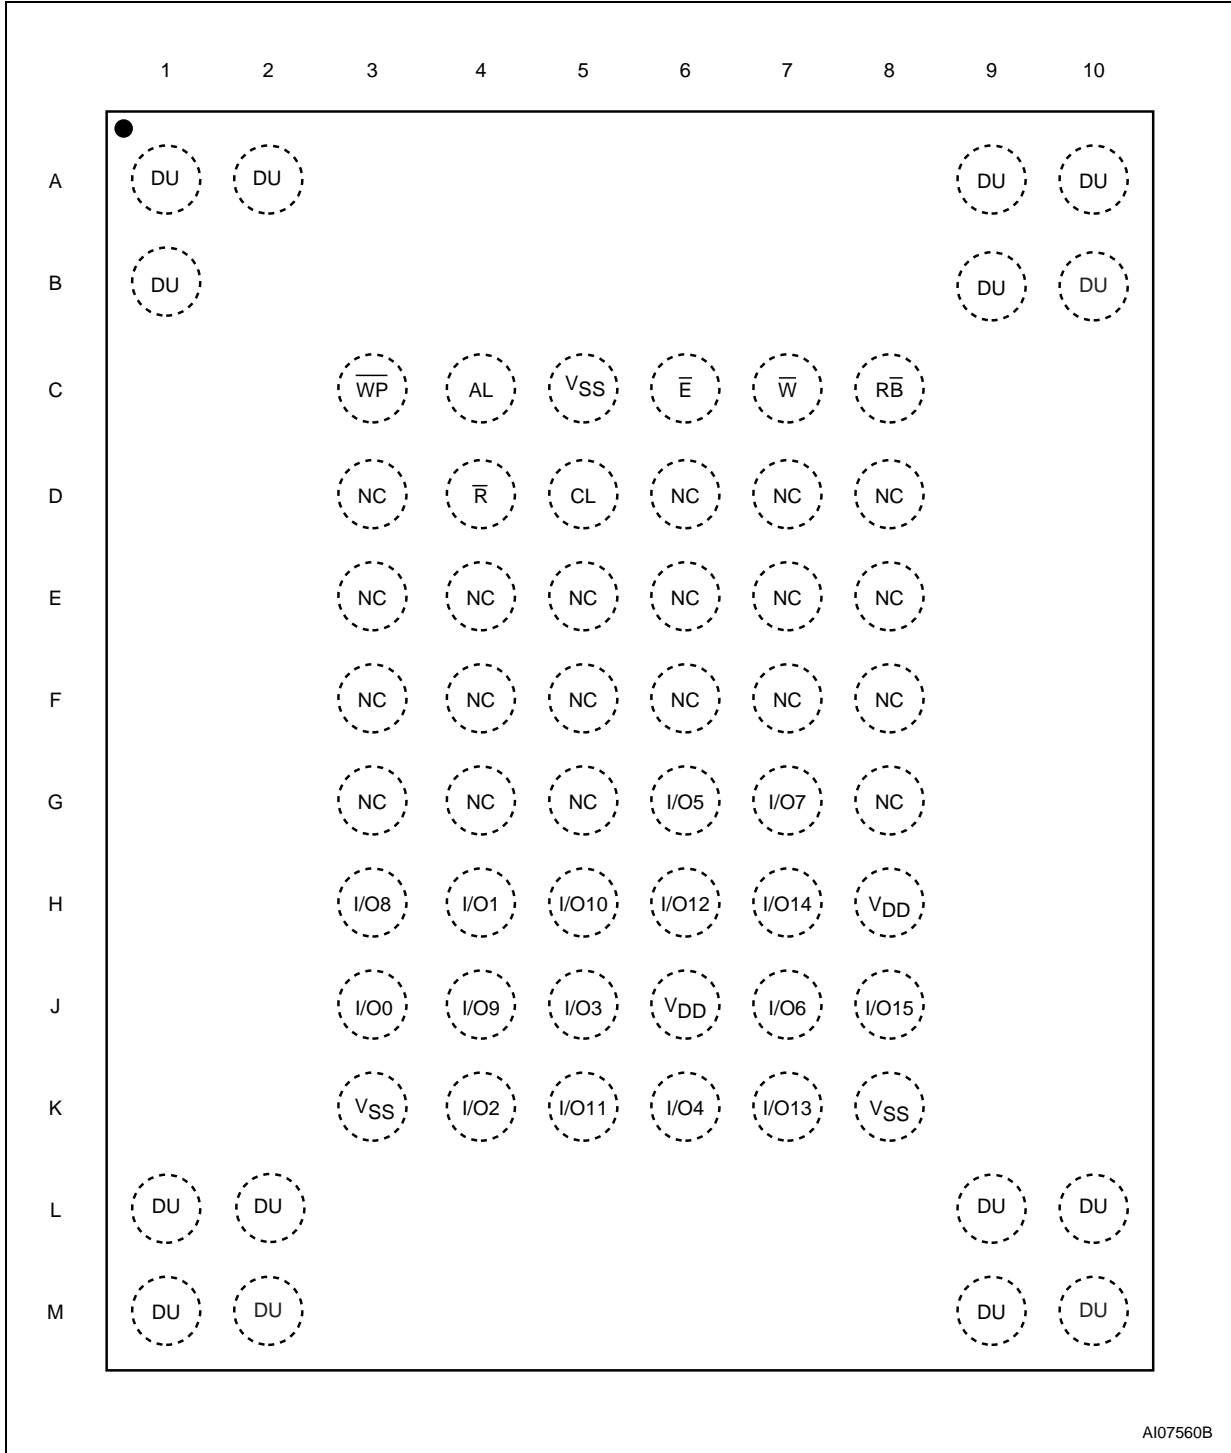 1 2 3 4 5 6 7 8 9 10
A DU DU DU DU
B DU DU DU
C W̅P̅ AL VSS E̅ W̅ RB̅
D NC R̅ CL NC NC NC
E NC NC NC NC NC NC
F NC NC NC NC NC NC
G NC NC NC I/O5 I/O7 NC
H I/O8 I/O1 I/O10 I/O12 I/O14 VDD
J I/O0 I/O9 I/O3 VDD I/O6 I/O15
K VSS I/O2 I/O11 I/O4 I/O13 VSS
L DU DU DU DU
M DU DU DU DU
AI07560B